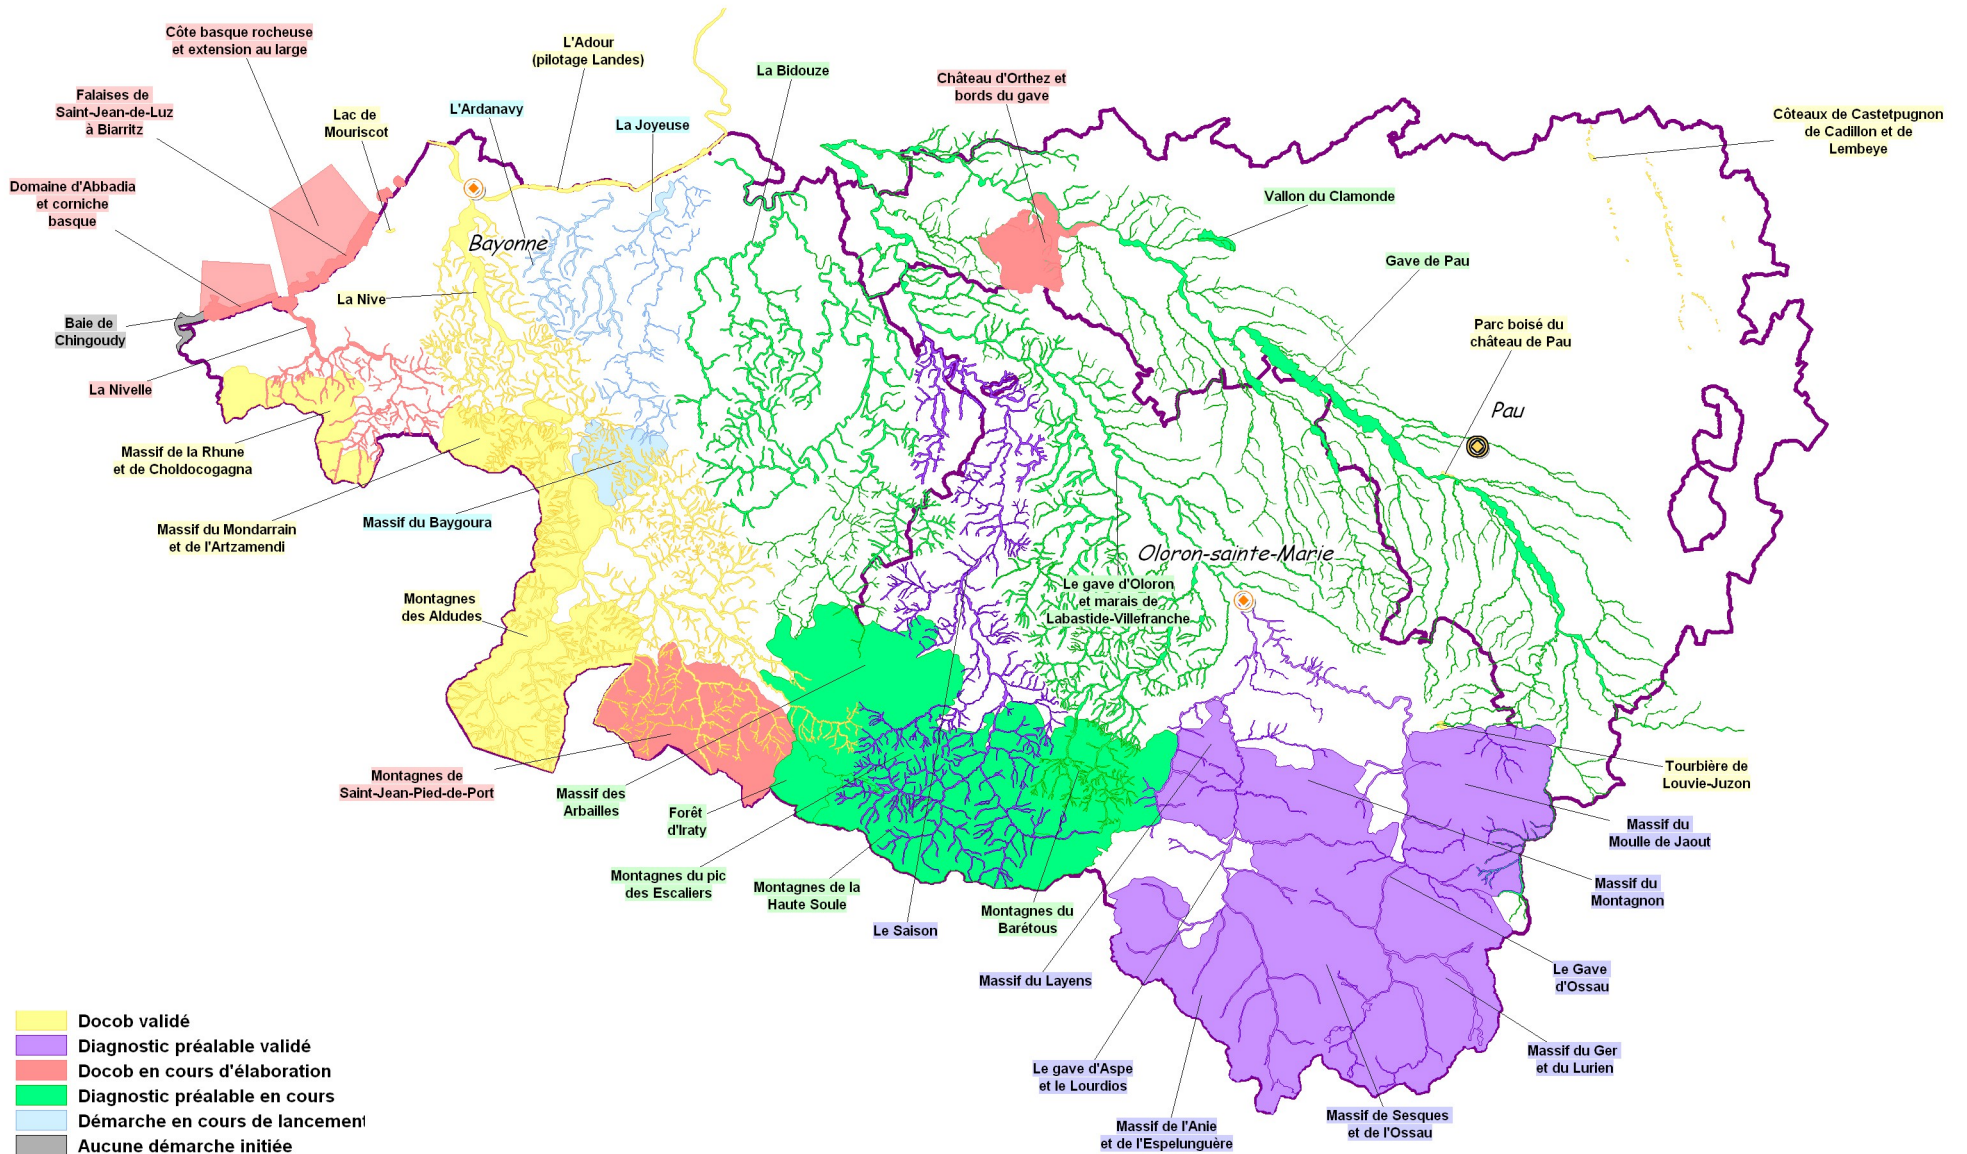 Côte basque rocheuse
et extension au large
Falaises de
Saint-Jean-de-Luz
à Biarritz
Domaine d'Abbadia
et corniche
basque
Lac de
Mouriscot
L'Ardanavy
L'Adour
(pilotage Landes)
La Joyeuse
La Bidouze
Château d'Orthez et
bords du gave
Côteaux de Castetpugnon
de Cadillon et de
Lembeye
Vallon du Clamonde
Gave de Pau
Parc boisé du
château de Pau
Bayonne
La Nive
Baie de
Chingoudy
La Nivelle
Massif de la Rhune
et de Choldocogagna
Massif du Mondarrain
et de l'Artzamendi
Massif du Baygoura
Montagnes
des Aldudes
Pau
Oloron-sainte-Marie
Le gave d'Oloron
et marais de
Labastide-Villefranche
Montagnes de
Saint-Jean-Pied-de-Port
Massif des
Arbailles
Forêt
d'Iraty
Montagnes du pic
des Escaliers
Montagnes de la
Haute Soule
Le Saison
Montagnes du
Barétous
Massif du Layens
Tourbière de
Louvie-Juzon
Massif du
Moulle de Jaout
Massif du
Montagnon
Le Gave
d'Ossau
Massif du Ger
et du Lurien
Le gave d'Aspe
et le Lourdios
Massif de l'Anie
et de l'Espelunguère
Massif de Sesques
et de l'Ossau
Docob validé
Diagnostic préalable validé
Docob en cours d'élaboration
Diagnostic préalable en cours
Démarche en cours de lancement
Aucune démarche initiée